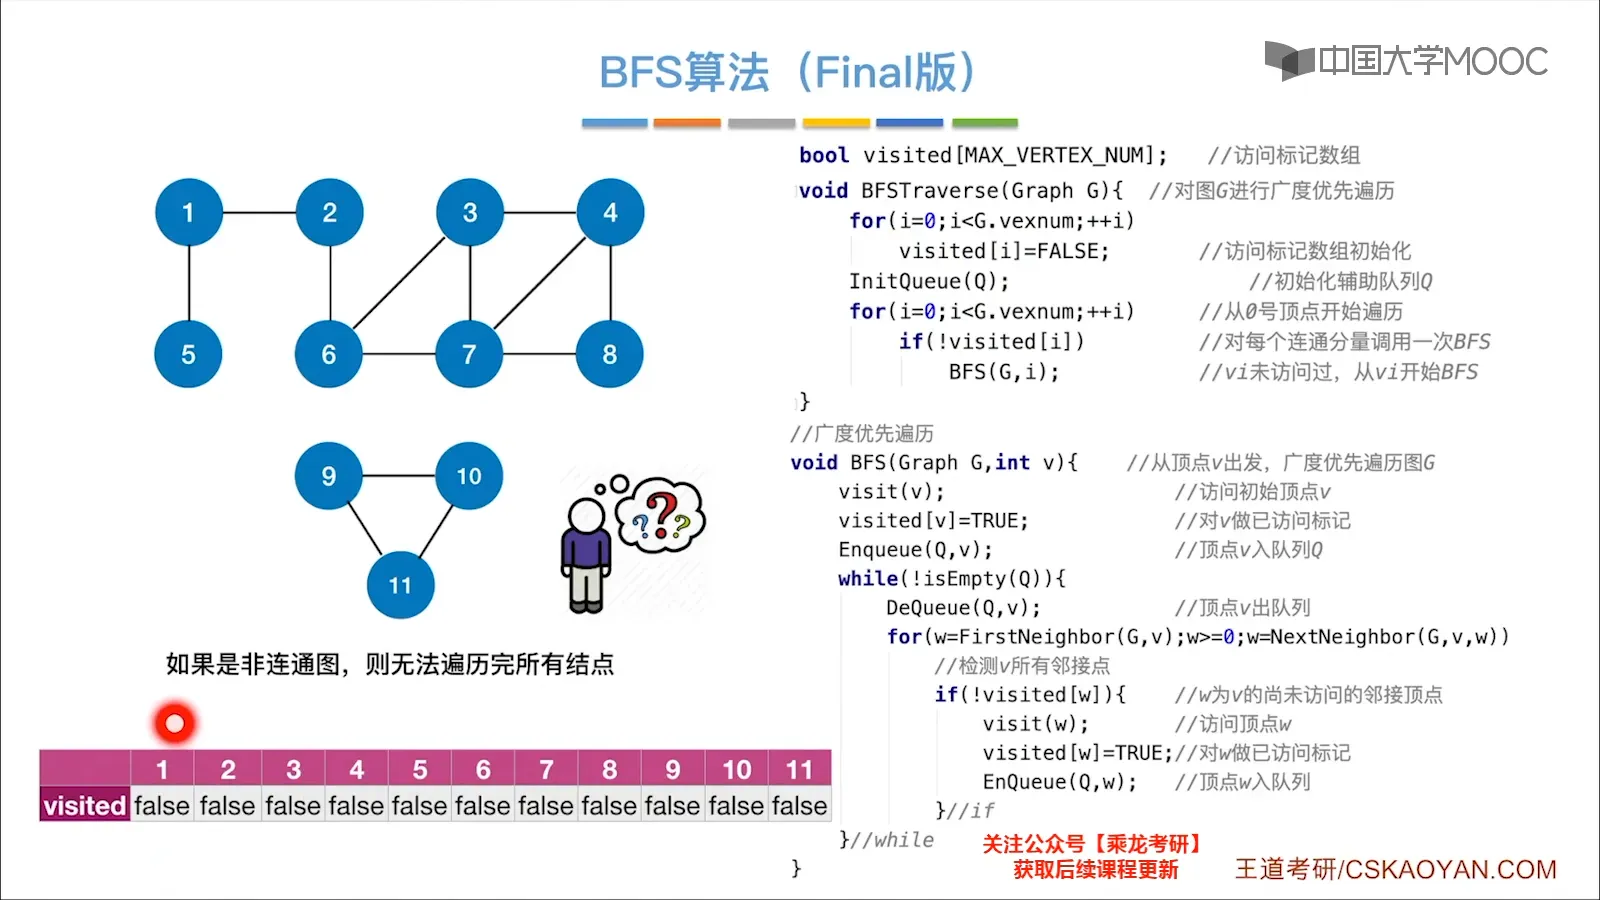 BFS算法（Final版）
中国大学MOOC
1
2
3
4
5
6
7
8
9
10
11
???
如果是非连通图，则无法遍历完所有结点
1 2 3 4 5 6 7 8 9 10 11
visited false false false false false false false false false false false
bool visited[MAX_VERTEX_NUM]; //访问标记数组
void BFSTraverse(Graph G){ //对图G进行广度优先遍历
for(i=0;i<G.vexnum;++i)
visited[i]=FALSE; //访问标记数组初始化
InitQueue(Q); //初始化辅助队列Q
for(i=0;i<G.vexnum;++i) //从0号顶点开始遍历
if(!visited[i]) //对每个连通分量调用一次BFS
BFS(G,i); //vi未访问过，从vi开始BFS
}
//广度优先遍历
void BFS(Graph G,int v){ //从顶点v出发，广度优先遍历图G
visit(v); //访问初始顶点v
visited[v]=TRUE; //对v做已访问标记
Enqueue(Q,v); //顶点v入队列Q
while(!isEmpty(Q)){
DeQueue(Q,v); //顶点v出队列
for(w=FirstNeighbor(G,v);w>=0;w=NextNeighbor(G,v,w))
//检测v所有邻接点
if(!visited[w]){ //w为v的尚未访问的邻接顶点
visit(w); //访问顶点w
visited[w]=TRUE;//对w做已访问标记
EnQueue(Q,w); //顶点w入队列
}//if
}//while
}
关注公众号【乘龙考研】
获取后续课程更新
王道考研/CSKAOYAN.COM